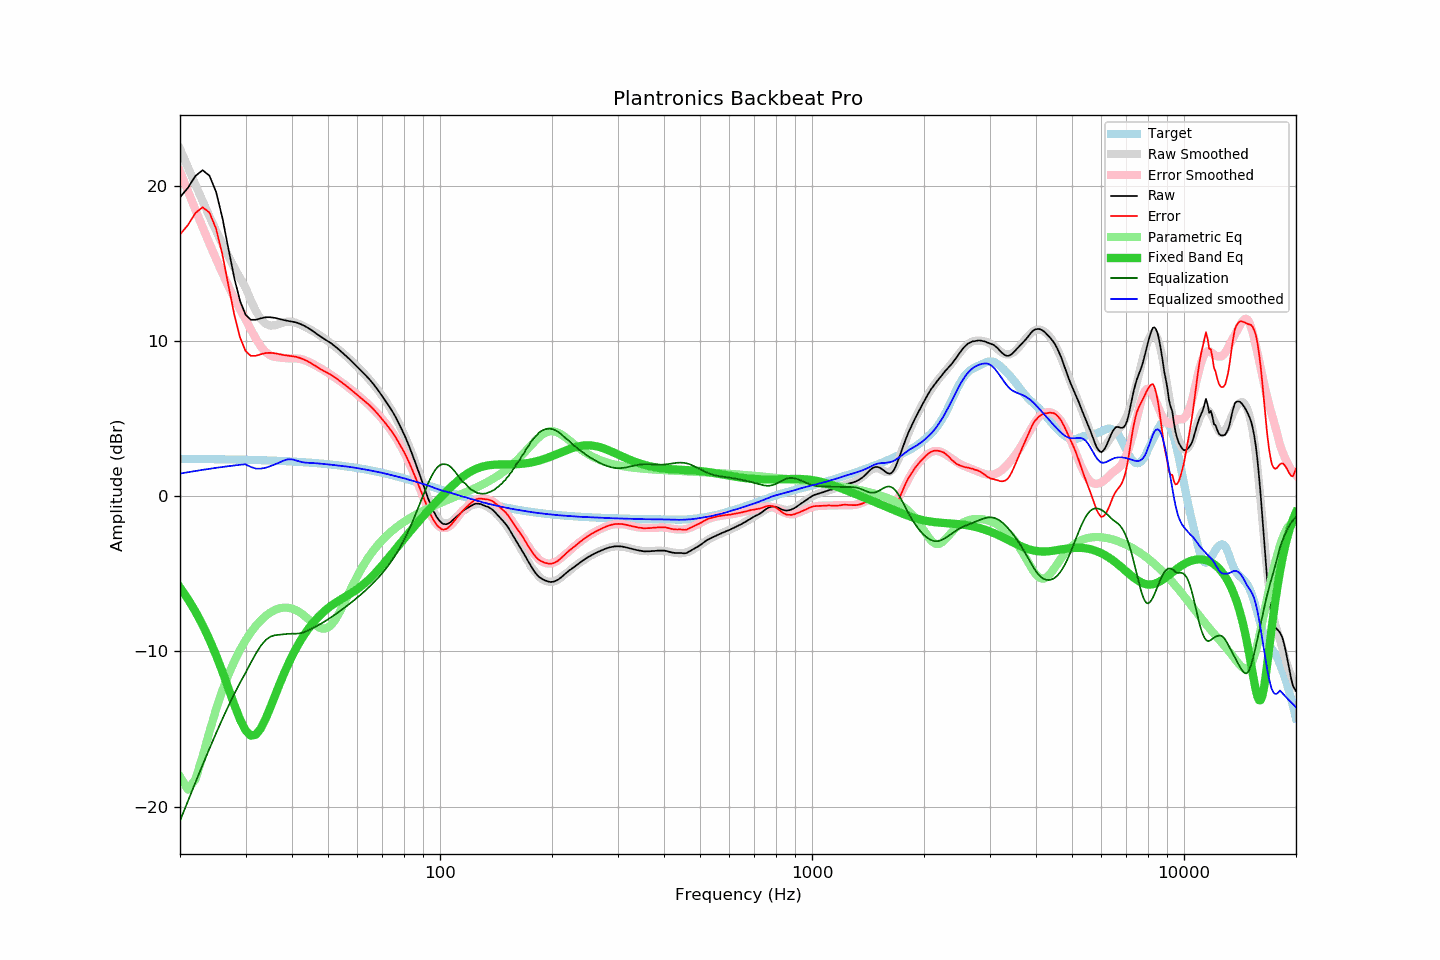 Plantronics Backbeat Pro
Target
Raw Smoothed
Error Smoothed
Raw
Error
Parametric Eq
Fixed Band Eq
Equalization
Equalized smoothed
Amplitude (dBr)
20
10
0
−10
−20
100
1000
10000
Frequency (Hz)